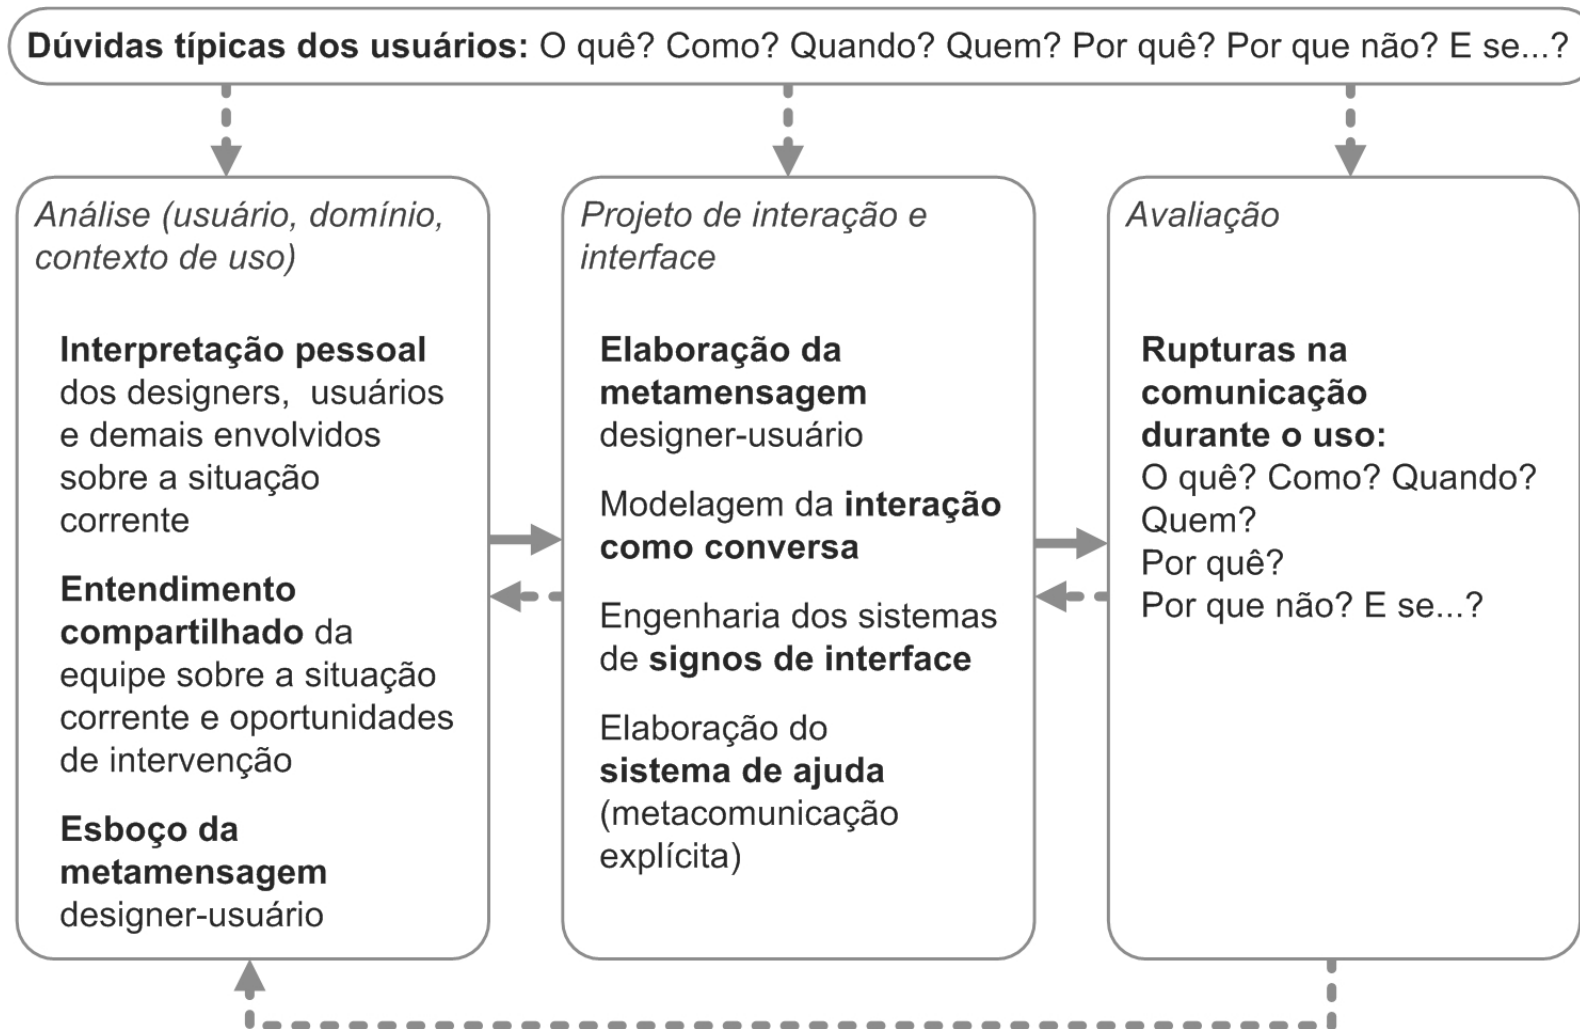 Dúvidas típicas dos usuários: O quê? Como? Quando? Quem? Por quê? Por que não? E se...?
Análise (usuário, domínio,
contexto de uso)
Interpretação pessoal
dos designers, usuários
e demais envolvidos
sobre a situação
corrente
Entendimento
compartilhado da
equipe sobre a situação
corrente e oportunidades
de intervenção
Esboço da
metamensagem
designer-usuário
Projeto de interação e
interface
Elaboração da
metamensagem
designer-usuário
Modelagem da interação
como conversa
Engenharia dos sistemas
de signos de interface
Elaboração do
sistema de ajuda
(metacomunicação
explícita)
Avaliação
Rupturas na
comunicação
durante o uso:
O quê? Como? Quando?
Quem?
Por quê?
Por que não? E se...?